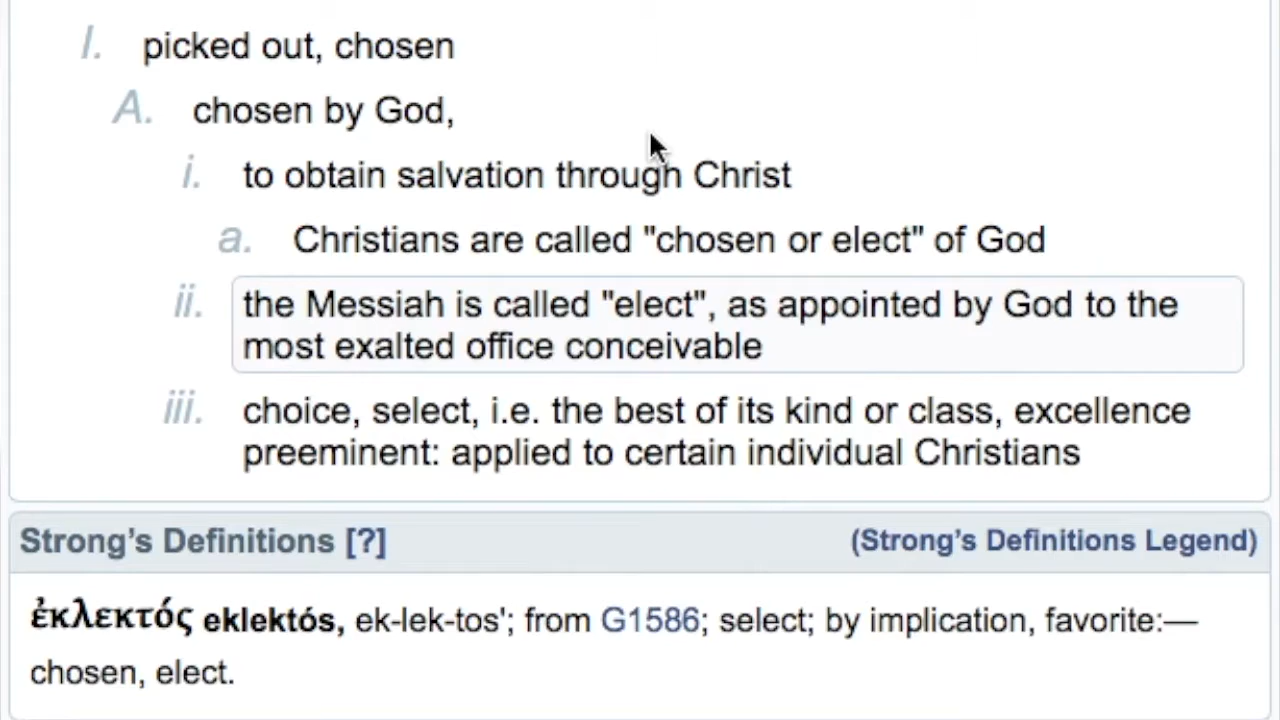 I. picked out, chosen
A. chosen by God,
i. to obtain salvation through Christ
a. Christians are called "chosen or elect" of God
ii. the Messiah is called "elect", as appointed by God to the
most exalted office conceivable
iii. choice, select, i.e. the best of its kind or class, excellence
preeminent: applied to certain individual Christians
Strong's Definitions [?] (Strong's Definitions Legend)
ἐκλεκτός eklektós, ek-lek-tos'; from G1586; select; by implication, favorite:—
chosen, elect.